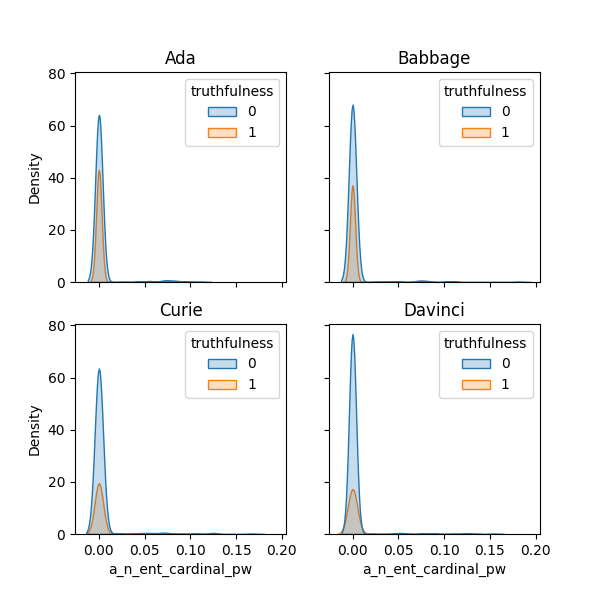 Ada
Babbage
80
60
40
20
0
Density
truthfulness
0
1
truthfulness
0
1
Curie
Davinci
80
60
40
20
0
Density
truthfulness
0
1
truthfulness
0
1
0.00 0.05 0.10 0.15 0.20
0.00 0.05 0.10 0.15 0.20
a_n_ent_cardinal_pw
a_n_ent_cardinal_pw